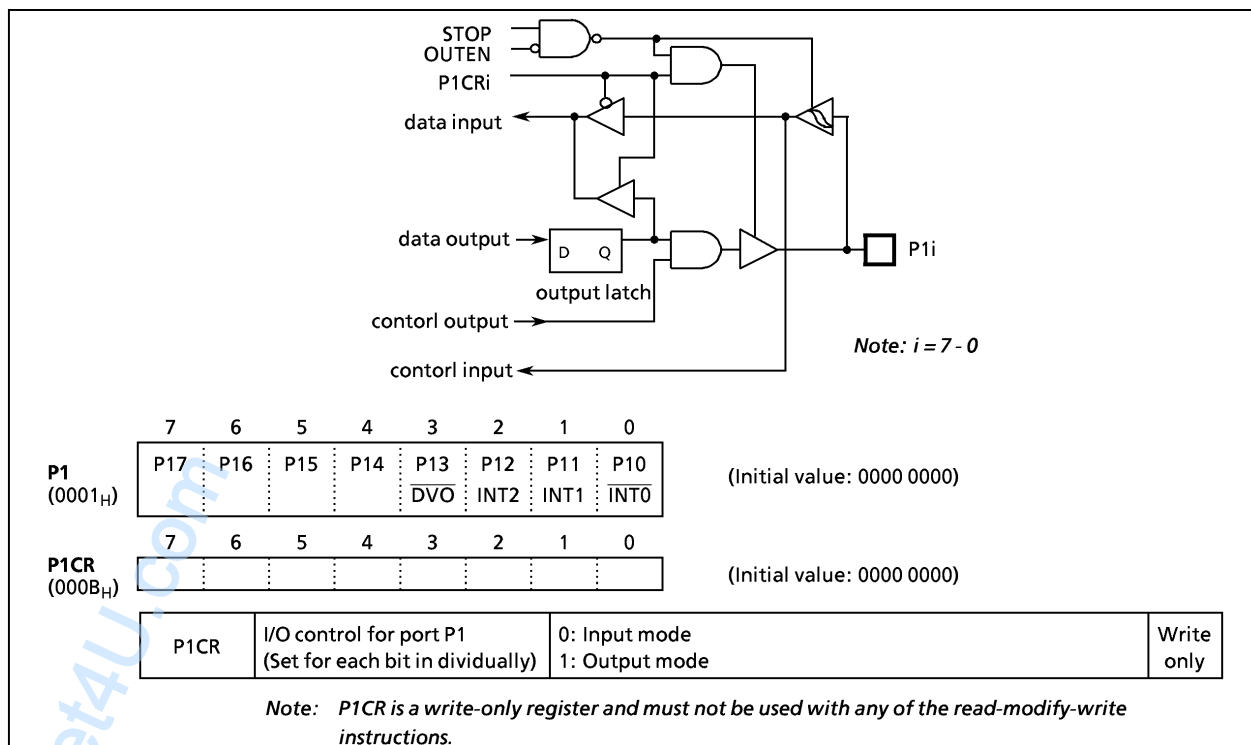 STOP
OUTEN
P1CRi
data input
data output
D Q
P1i
output latch
contorl output
Note: i = 7 - 0
contorl input
7 6 5 4 3 2 1 0
P1
(0001H)
P17 P16 P15 P14 P13 P12 P11 P10
DVO INT2 INT1 INT0
(Initial value: 0000 0000)
7 6 5 4 3 2 1 0
P1CR
(000BH)
(Initial value: 0000 0000)
P1CR
I/O control for port P1
(Set for each bit in dividually)
0: Input mode
1: Output mode
Write
only
Note: P1CR is a write-only register and must not be used with any of the read-modify-write
instructions.
et4U.com